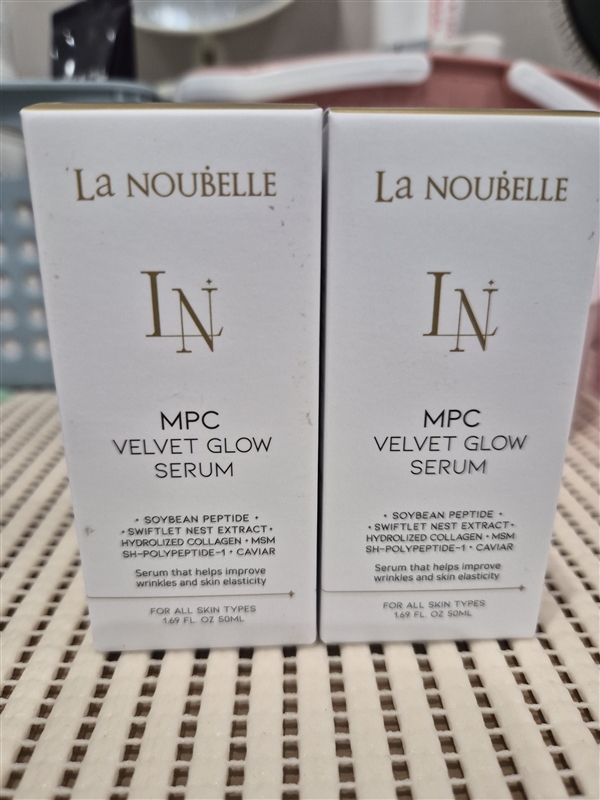 La NOUBELLE
LN
MPC
VELVET GLOW
SERUM
• SOYBEAN PEPTIDE •
• SWIFTLET NEST EXTRACT •
HYDROLIZED COLLAGEN • MSM
SH-POLYPEPTIDE-1 • CAVIAR
Serum that helps improve
wrinkles and skin elasticity
FOR ALL SKIN TYPES
1.69 FL. OZ 50ML
La NOUBELLE
LN
MPC
VELVET GLOW
SERUM
• SOYBEAN PEPTIDE •
• SWIFTLET NEST EXTRACT •
HYDROLIZED COLLAGEN • MSM
SH-POLYPEPTIDE-1 • CAVIAR
Serum that helps improve
wrinkles and skin elasticity
FOR ALL SKIN TYPES
1.69 FL. OZ 50ML